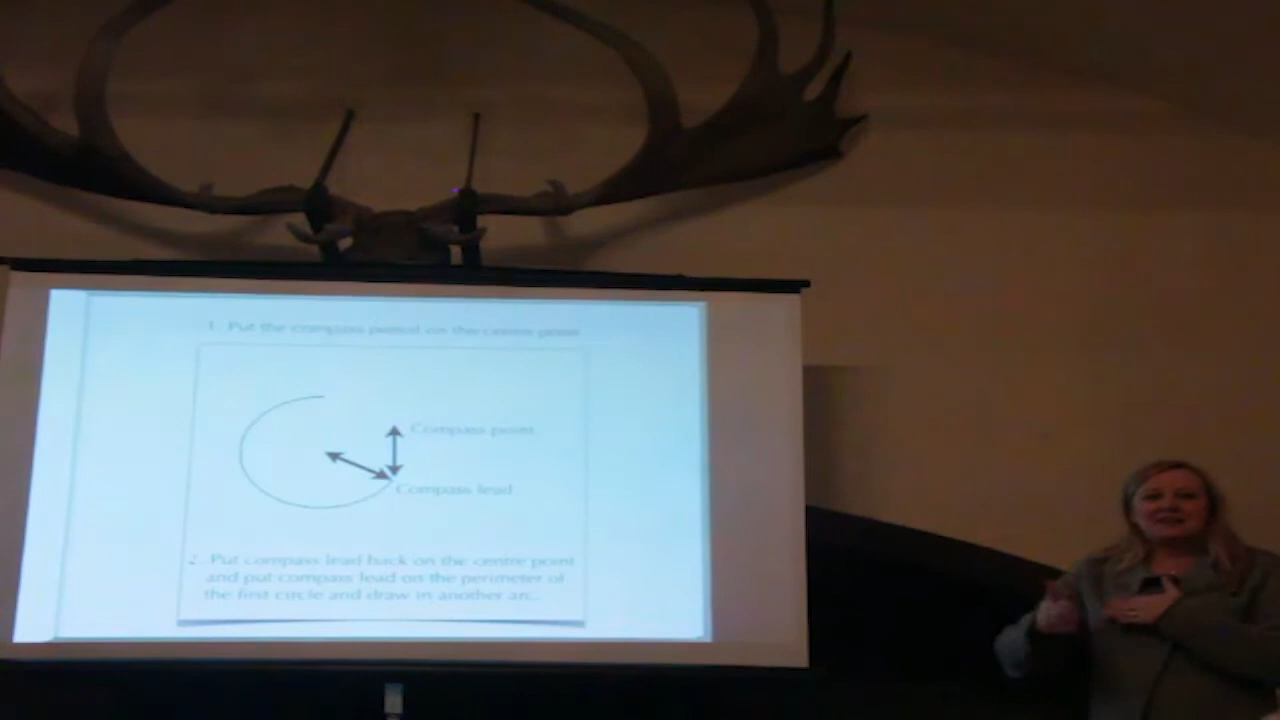 1. Put the compass pencil on the centre point
Compass point
Compass lead
2. Put compass lead back on the centre point
and put compass lead on the perimeter of
the first circle and draw in another arc.